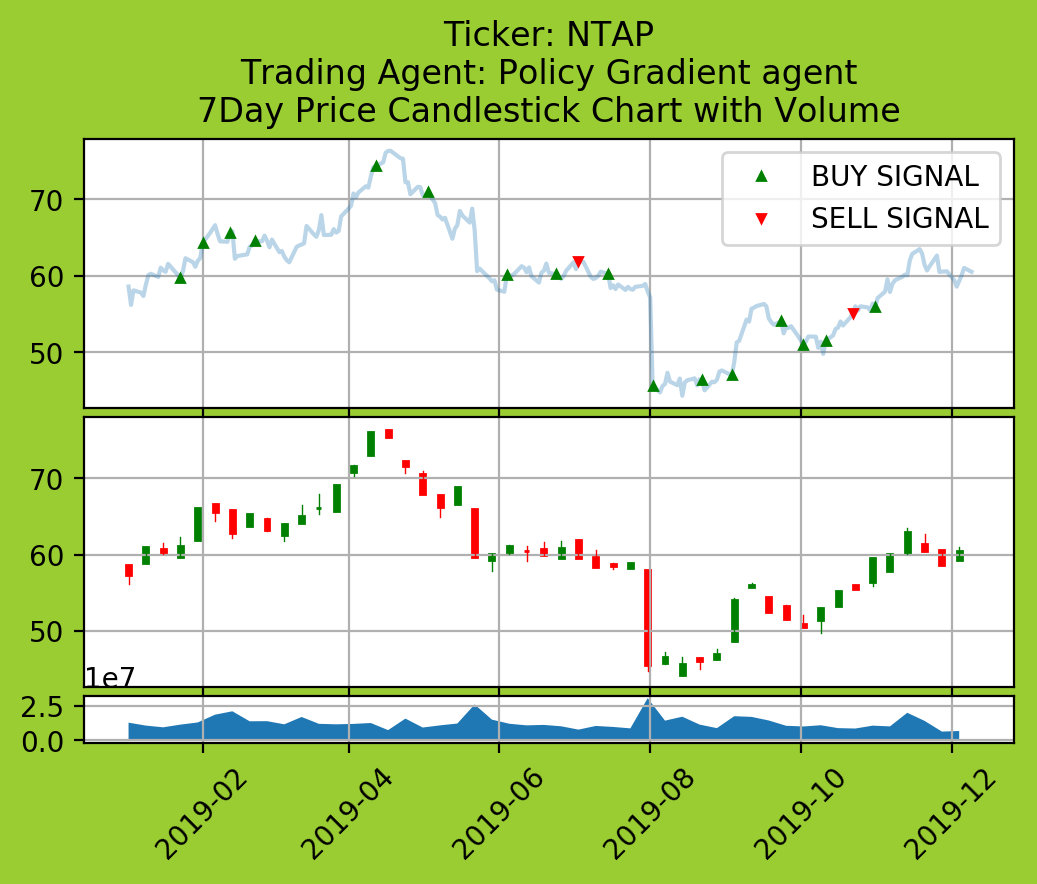 Ticker: NTAP
Trading Agent: Policy Gradient agent
7Day Price Candlestick Chart with Volume
BUY SIGNAL
SELL SIGNAL
70
60
50
70
60
50
1e7
2.5
0.0
2019-02
2019-04
2019-06
2019-08
2019-10
2019-12